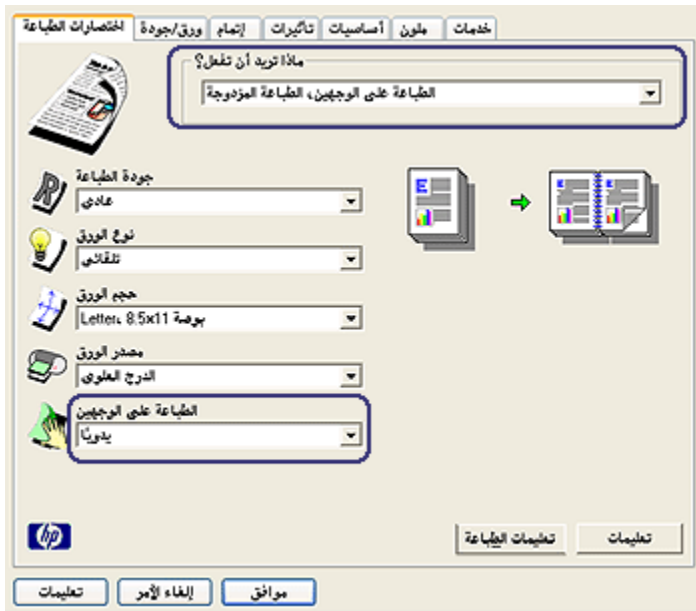 اختصارات الطباعة
ورق/جودة
إتمام
تأثيرات
أساسيات
ملون
خدمات
ماذا تريد أن تفعل؟
الطباعة على الوجهين، الطباعة المزدوجة
جودة الطباعة
عادي
نوع الورق
تلقائي
حجم الورق
Letter، 8.5x11 بوصة
مصدر الورق
الدرج العلوي
الطباعة على الوجهين
يدويًا
hp
تعليمات الطباعة
تعليمات
موافق
إلغاء الأمر
تعليمات